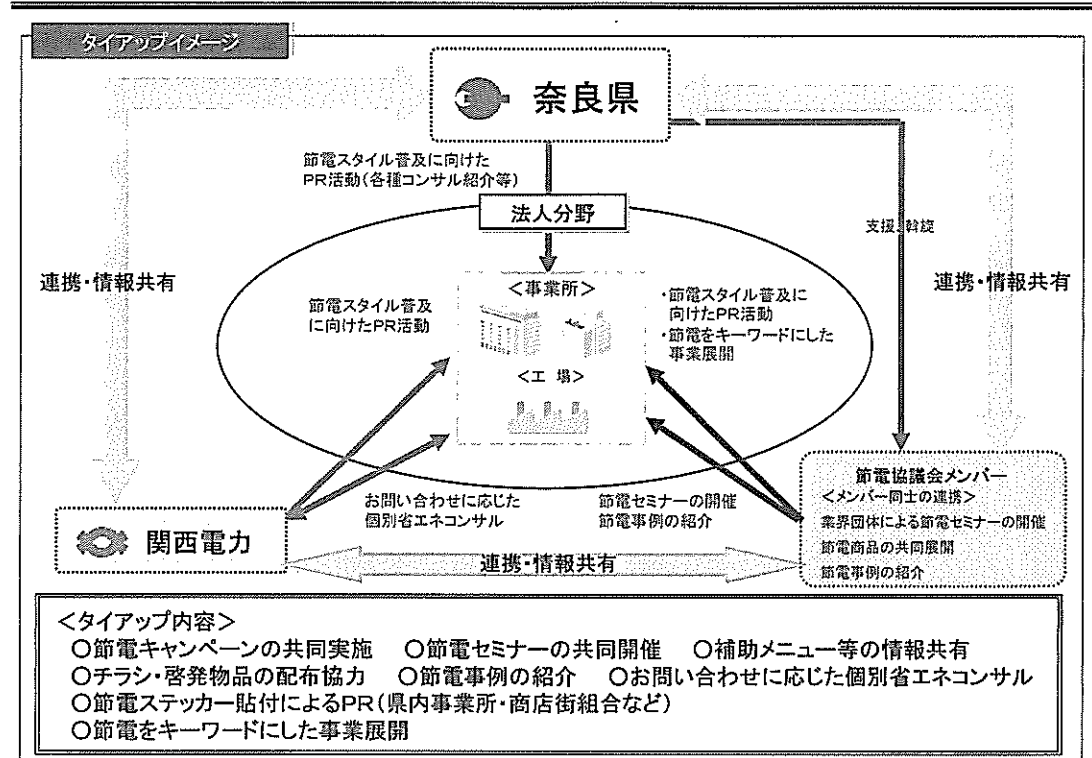 タイアップイメージ
奈良県
節電スタイル普及に向けた
PR活動(各種コンサル紹介等)
法人分野
支援、斡旋
連携・情報共有
連携・情報共有
<事業所>
節電スタイル普及
に向けたPR活動
・節電スタイル普及に
向けたPR活動
・節電をキーワードにした
事業展開
<工 場>
お問い合わせに応じた
個別省エネコンサル
節電セミナーの開催
節電事例の紹介
節電協議会メンバー
<メンバー同士の連携>
業界団体による節電セミナーの開催
節電商品の共同展開
節電事例の紹介
関西電力
連携・情報共有
<タイアップ内容>
○節電キャンペーンの共同実施 ○節電セミナーの共同開催 ○補助メニュー等の情報共有
○チラシ・啓発物品の配布協力 ○節電事例の紹介 ○お問い合わせに応じた個別省エネコンサル
○節電ステッカー貼付によるPR(県内事業所・商店街組合など)
○節電をキーワードにした事業展開